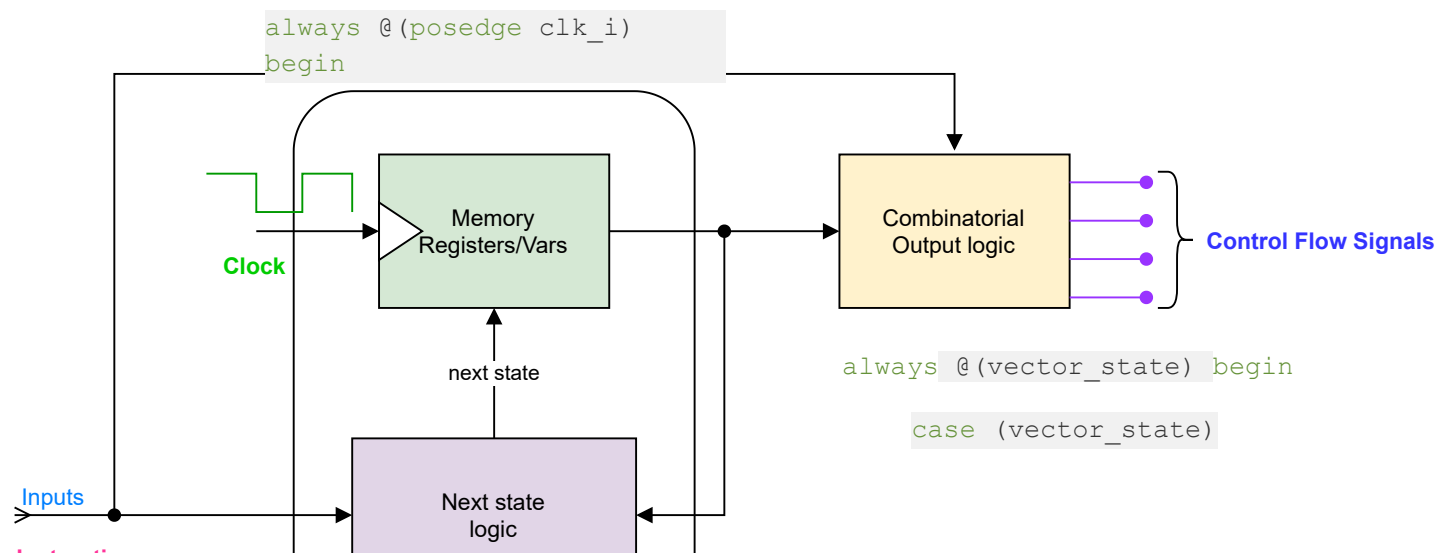 always @(posedge clk_i)
begin
Memory
Registers/Vars
Clock
Combinatorial
Output logic
Control Flow Signals
next state
always @(vector_state) begin
case (vector_state)
Inputs
Next state
logic